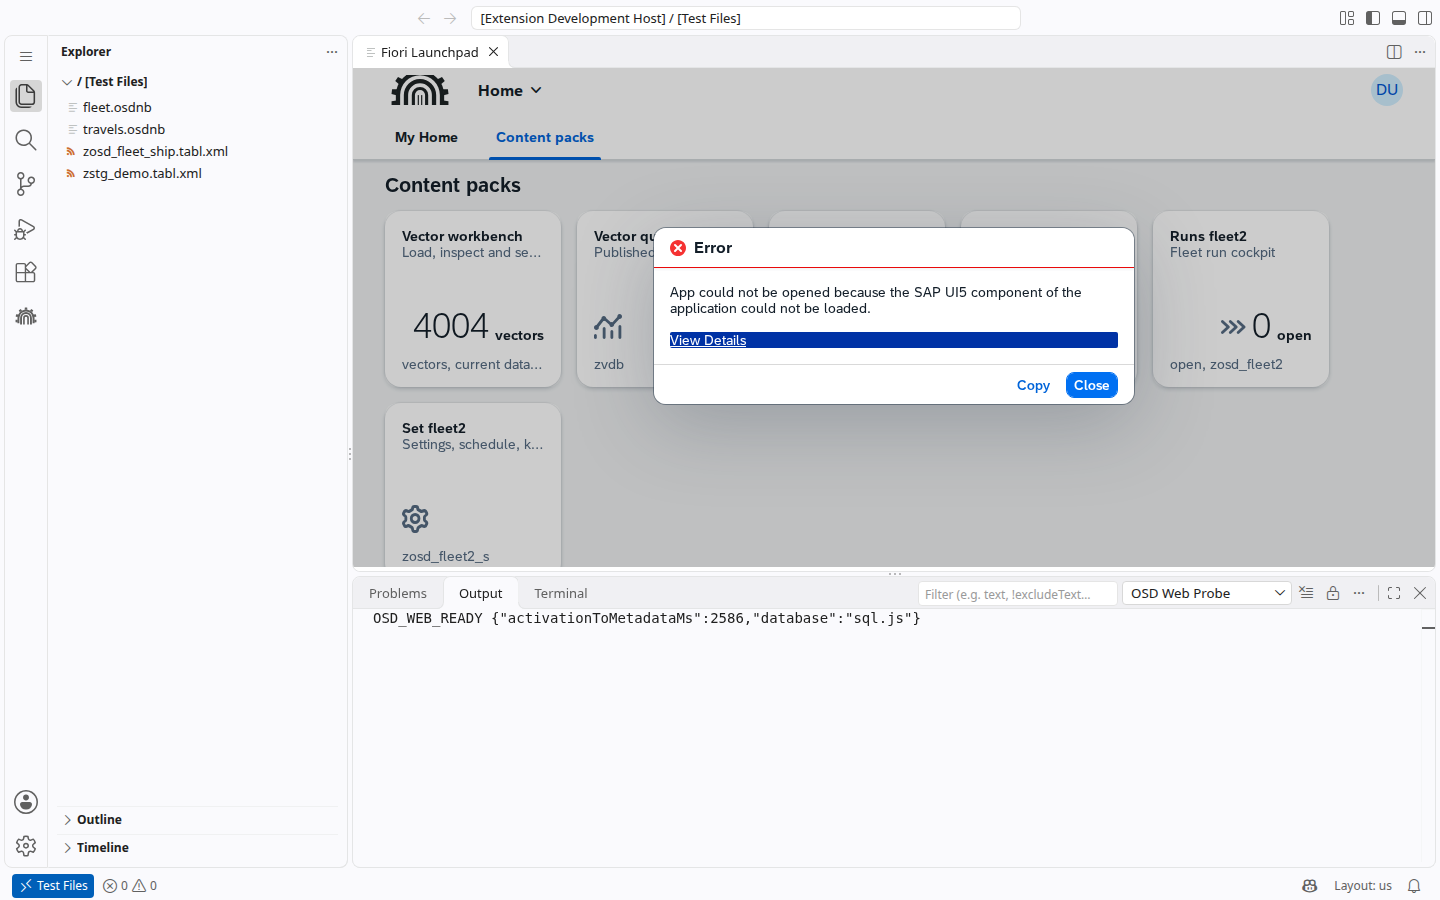 [Extension Development Host] / [Test Files]
Explorer
/ [Test Files]
fleet.osdnb
travels.osdnb
zosd_fleet_ship.tabl.xml
zstg_demo.tabl.xml
Outline
Timeline
Fiori Launchpad
Home
DU
My Home
Content packs
Content packs
Vector workbench
Load, inspect and se...
4004 vectors
vectors, current data...
Published
zvdb
Runs fleet2
Fleet run cockpit
0 open
open, zosd_fleet2
Set fleet2
Settings, schedule, k...
zosd_fleet2_s
Error
App could not be opened because the SAP UI5 component of the
application could not be loaded.
View Details
Copy
Close
Problems
Output
Terminal
Filter (e.g. text, !excludeText...
OSD Web Probe
OSD_WEB_READY {"activationToMetadataMs":2586,"database":"sql.js"}
Test Files
0
0
Layout: us